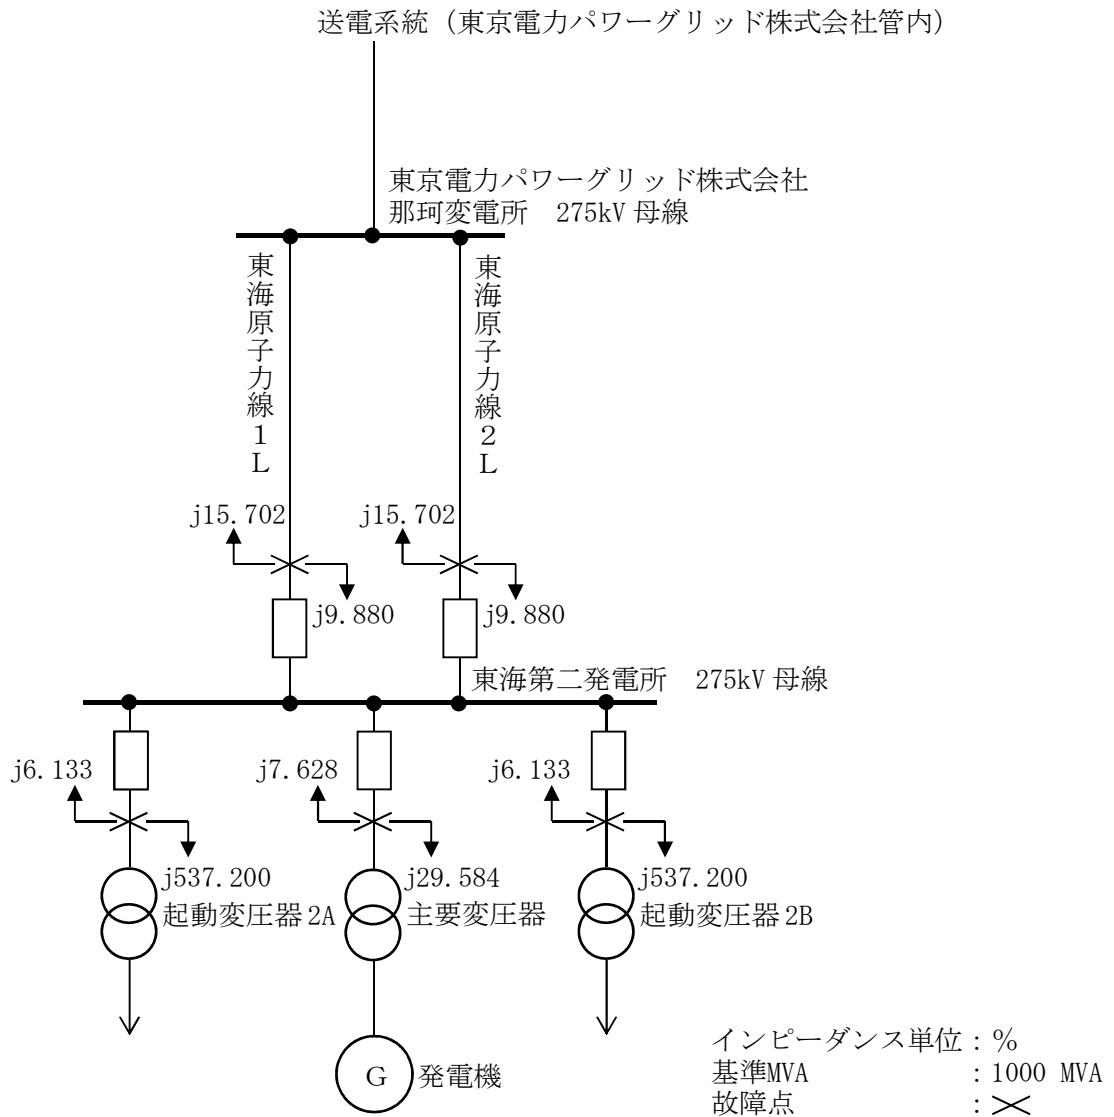 送電系統（東京電力パワーグリッド株式会社管内）
東京電力パワーグリッド株式会社
那珂変電所　275kV 母線
東海原子力線１L
東海原子力線２L
j15.702
j15.702
j9.880
j9.880
東海第二発電所　275kV 母線
j6.133
j7.628
j6.133
j537.200
j29.584
j537.200
起動変圧器 2A
主要変圧器
起動変圧器 2B
G
発電機
インピーダンス単位：%
基準MVA：1000 MVA
故障点：